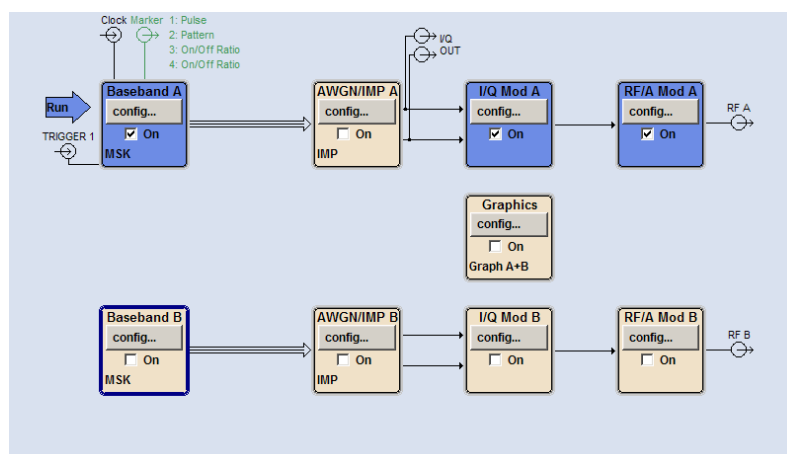 Clock Marker 1: Pulse
2: Pattern
3: On/Off Ratio
4: On/Off Ratio
I/Q
OUT
Run
TRIGGER 1
Baseband A
config...
On
MSK
AWGN/IMP A
config...
On
IMP
I/Q Mod A
config...
On
RF/A Mod A
config...
On
RF A
Graphics
config...
On
Graph A+B
Baseband B
config...
On
MSK
AWGN/IMP B
config...
On
IMP
I/Q Mod B
config...
On
RF/A Mod B
config...
On
RF B